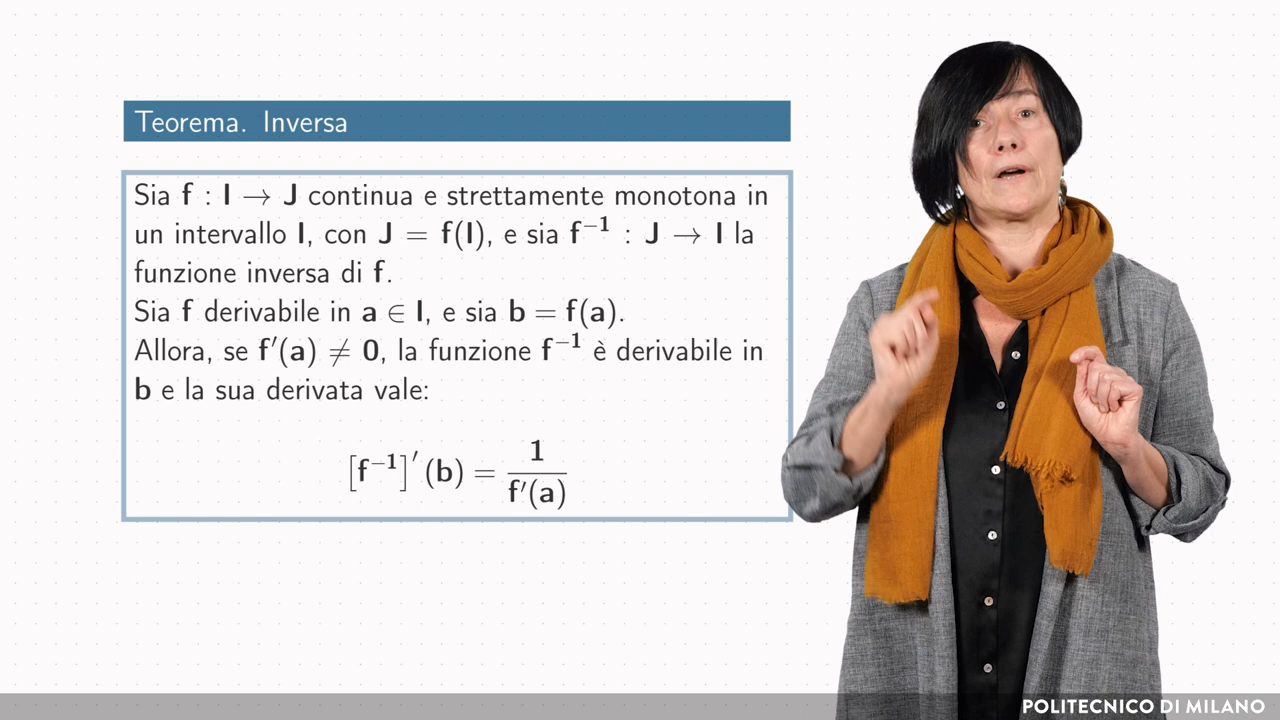 Teorema. Inversa
Sia f : I → J continua e strettamente monotona in
un intervallo I, con J = f(I), e sia f⁻¹ : J → I la
funzione inversa di f.
Sia f derivabile in a ∈ I, e sia b = f(a).
Allora, se f′(a) ≠ 0, la funzione f⁻¹ è derivabile in
b e la sua derivata vale:
[f⁻¹]′(b) = 1 / f′(a)
POLITECNICO DI MILANO